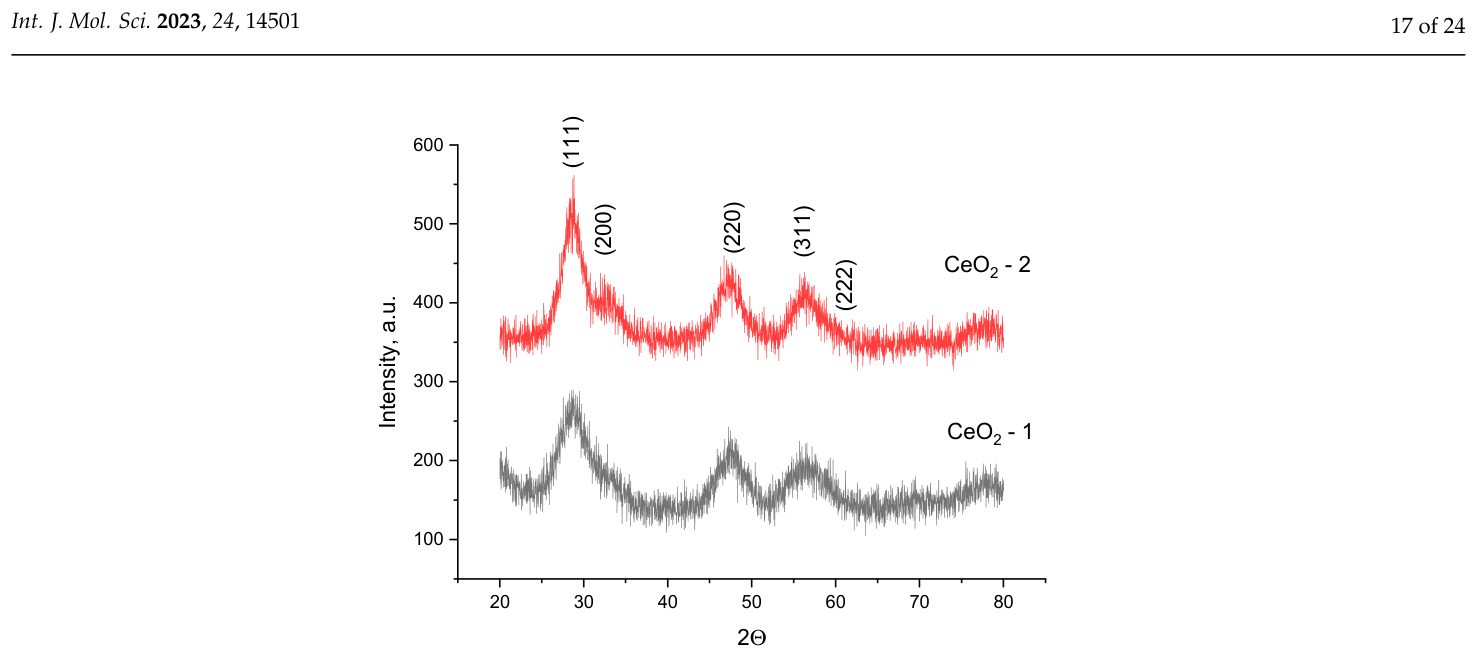 Int. J. Mol. Sci. 2023, 24, 14501
17 of 24
(111)
(200)
(220)
(311)
(222)
CeO₂ - 2
CeO₂ - 1
Intensity, a.u.
600
500
400
300
200
100
20 30 40 50 60 70 80
2Θ